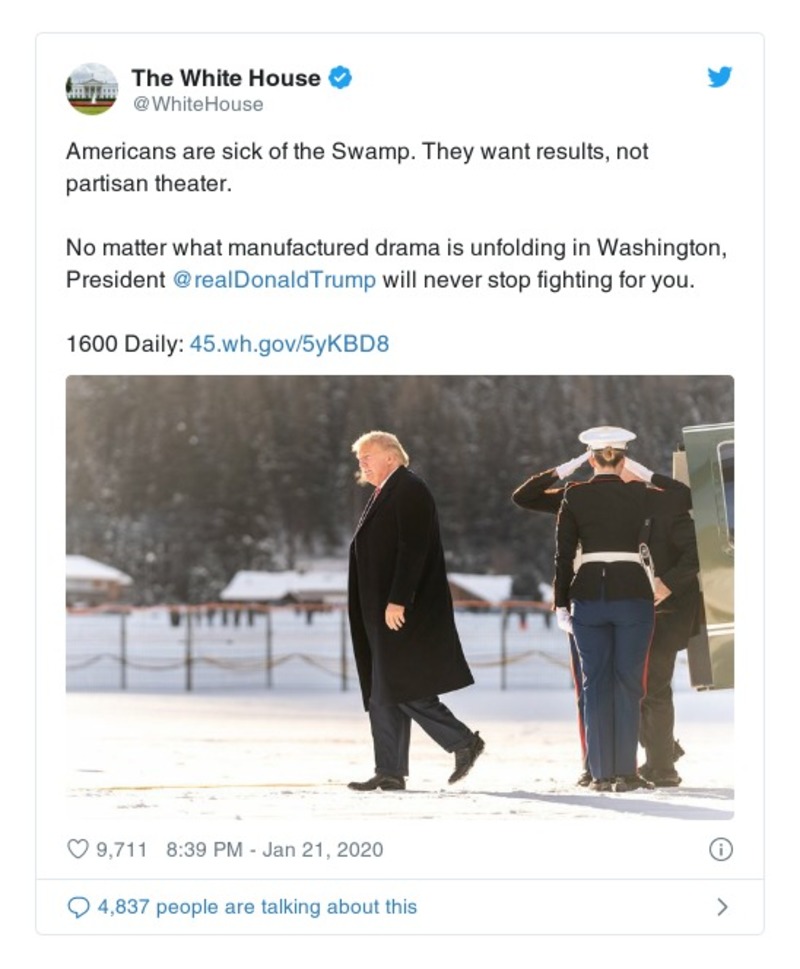 The White House
@WhiteHouse
Americans are sick of the Swamp. They want results, not
partisan theater.
No matter what manufactured drama is unfolding in Washington,
President @realDonaldTrump will never stop fighting for you.
1600 Daily: 45.wh.gov/5yKBD8
9,711 8:39 PM - Jan 21, 2020
4,837 people are talking about this